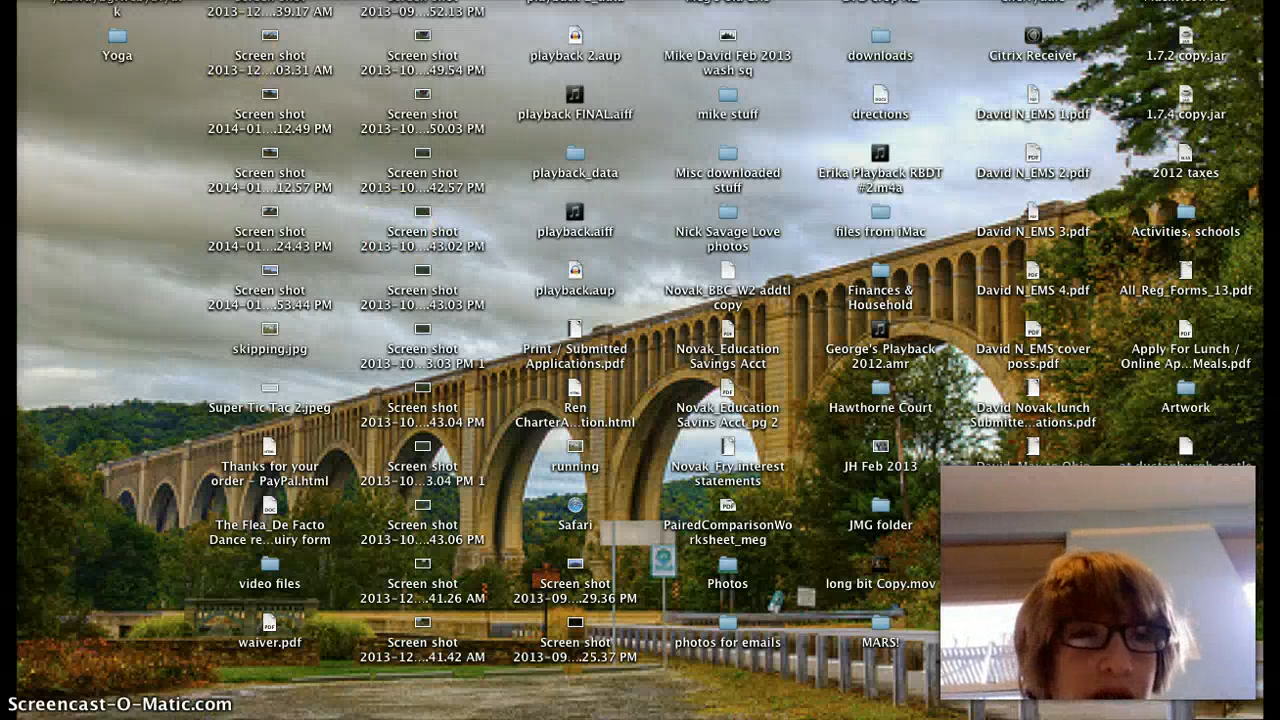 k
2013-12....39.17 AM
2013-09....52.13 PM
Yoga
Screen shot
2013-12....03.31 AM
Screen shot
2013-10....49.54 PM
playback 2.aup
Mike David Feb 2013
wash sq
downloads
Citrix Receiver
1.7.2 copy.jar
Screen shot
2014-01....12.49 PM
Screen shot
2013-10....50.03 PM
playback FINAL.aiff
mike stuff
drections
David N_EMS 1.pdf
1.7.4 copy.jar
Screen shot
2014-01....12.57 PM
Screen shot
2013-10....42.57 PM
playback_data
Misc downloaded
stuff
Erika Playback RBDT
#2.m4a
David N_EMS 2.pdf
2012 taxes
Screen shot
2014-01....24.43 PM
Screen shot
2013-10....43.02 PM
playback.aiff
Nick Savage Love
photos
files from iMac
David N_EMS 3.pdf
Activities, schools
Screen shot
2014-01....53.44 PM
Screen shot
2013-10....43.03 PM
playback.aup
Novak_BBC_W2 addtl
copy
Finances &
Household
David N_EMS 4.pdf
All_Reg_Forms_13.pdf
skipping.jpg
Screen shot
2013-10...3.03 PM 1
Print / Submitted
Applications.pdf
Novak_Education
Savings Acct
George's Playback
2012.amr
David N_EMS cover
poss.pdf
Apply For Lunch /
Online Ap...Meals.pdf
Super Tic Tac 2.jpeg
Screen shot
2013-10....43.04 PM
Ren
CharterA...tion.html
Novak_Education
Savins Acct_pg 2
Hawthorne Court
David Novak lunch
Submitte...ations.pdf
Artwork
Thanks for your
order - PayPal.html
Screen shot
2013-10...3.04 PM 1
running
Novak_Fry interest
statements
JH Feb 2013
The Flea_De Facto
Dance re...uiry form
Screen shot
2013-10....43.06 PM
Safari
PairedComparisonWo
rksheet_meg
JMG folder
video files
Screen shot
2013-12....41.26 AM
Screen shot
2013-09....29.36 PM
Photos
long bit Copy.mov
waiver.pdf
Screen shot
2013-12....41.42 AM
Screen shot
2013-09....25.37 PM
photos for emails
MARS!
Screencast-O-Matic.com